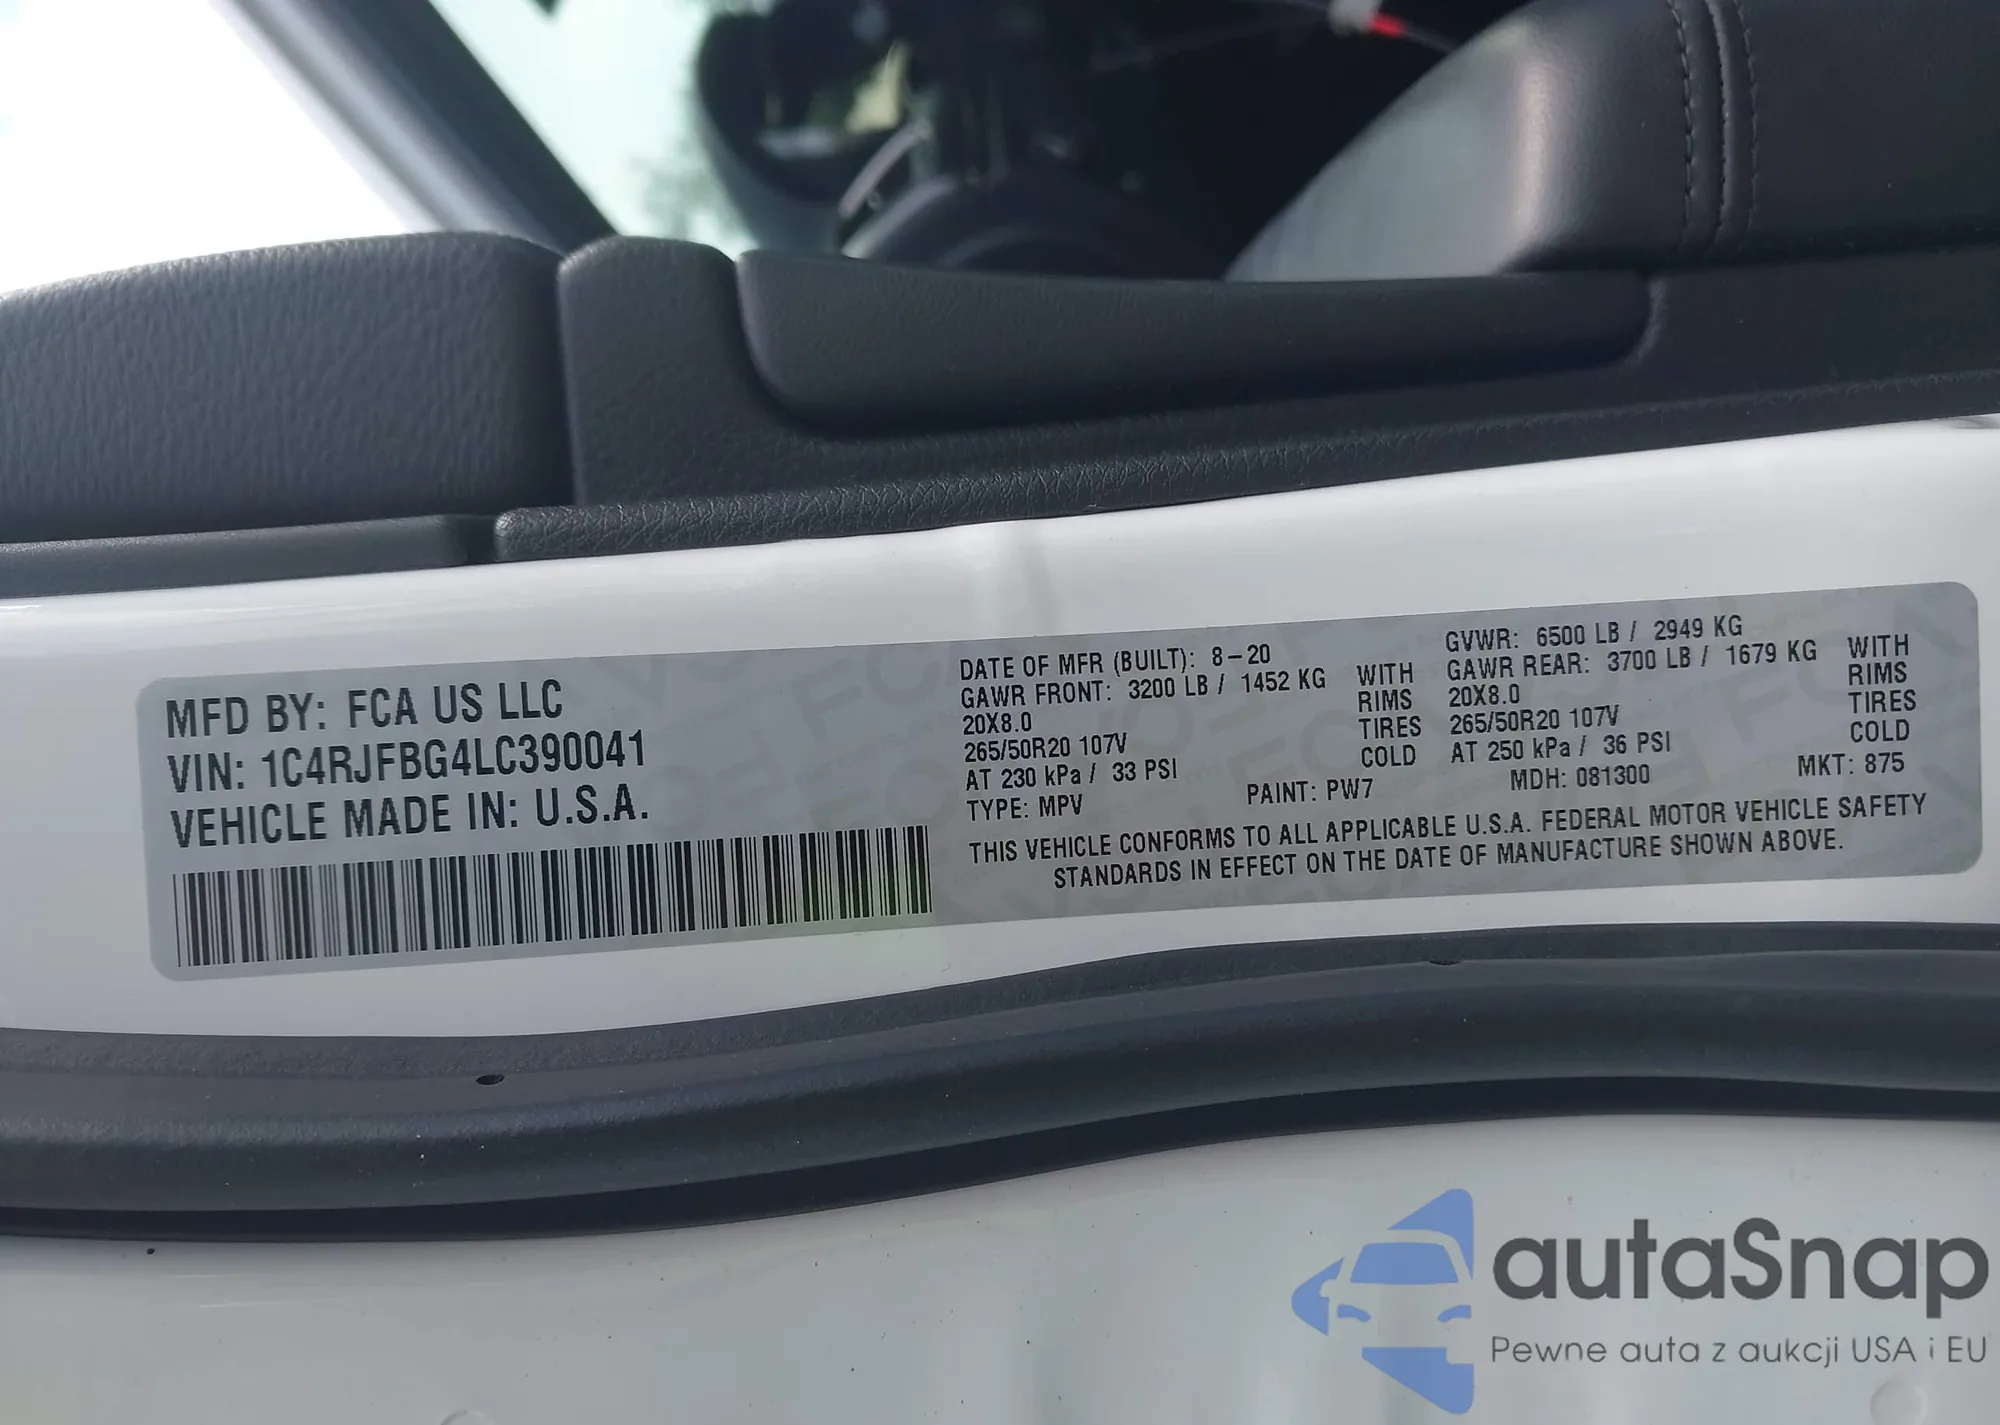 MFD BY: FCA US LLC
VIN: 1C4RJFBG4LC390041
VEHICLE MADE IN: U.S.A.
DATE OF MFR (BUILT): 8-20
GAWR FRONT: 3200 LB / 1452 KG WITH
20X8.0 RIMS
265/50R20 107V TIRES
AT 230 kPa / 33 PSI COLD
TYPE: MPV
GVWR: 6500 LB / 2949 KG
GAWR REAR: 3700 LB / 1679 KG WITH
20X8.0 RIMS
265/50R20 107V TIRES
AT 250 kPa / 36 PSI COLD
PAINT: PW7 MDH: 081300 MKT: 875
THIS VEHICLE CONFORMS TO ALL APPLICABLE U.S.A. FEDERAL MOTOR VEHICLE SAFETY
STANDARDS IN EFFECT ON THE DATE OF MANUFACTURE SHOWN ABOVE.
autaSnap
Pewne auta z aukcji USA i EU